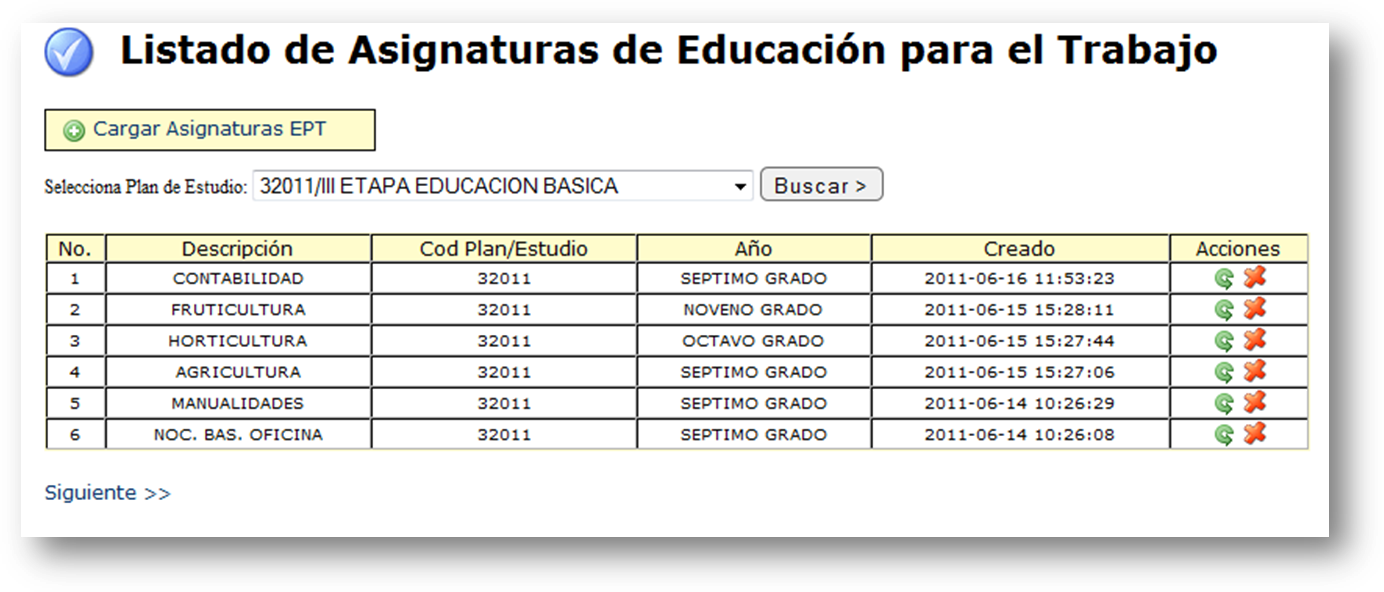 Listado de Asignaturas de Educación para el Trabajo
Cargar Asignaturas EPT
Selecciona Plan de Estudio: 32011/III ETAPA EDUCACION BASICA Buscar >
No. Descripción Cod Plan/Estudio Año Creado Acciones
1 CONTABILIDAD 32011 SEPTIMO GRADO 2011-06-16 11:53:23
2 FRUTICULTURA 32011 NOVENO GRADO 2011-06-15 15:28:11
3 HORTICULTURA 32011 OCTAVO GRADO 2011-06-15 15:27:44
4 AGRICULTURA 32011 SEPTIMO GRADO 2011-06-15 15:27:06
5 MANUALIDADES 32011 SEPTIMO GRADO 2011-06-14 10:26:29
6 NOC. BAS. OFICINA 32011 SEPTIMO GRADO 2011-06-14 10:26:08
Siguiente >>